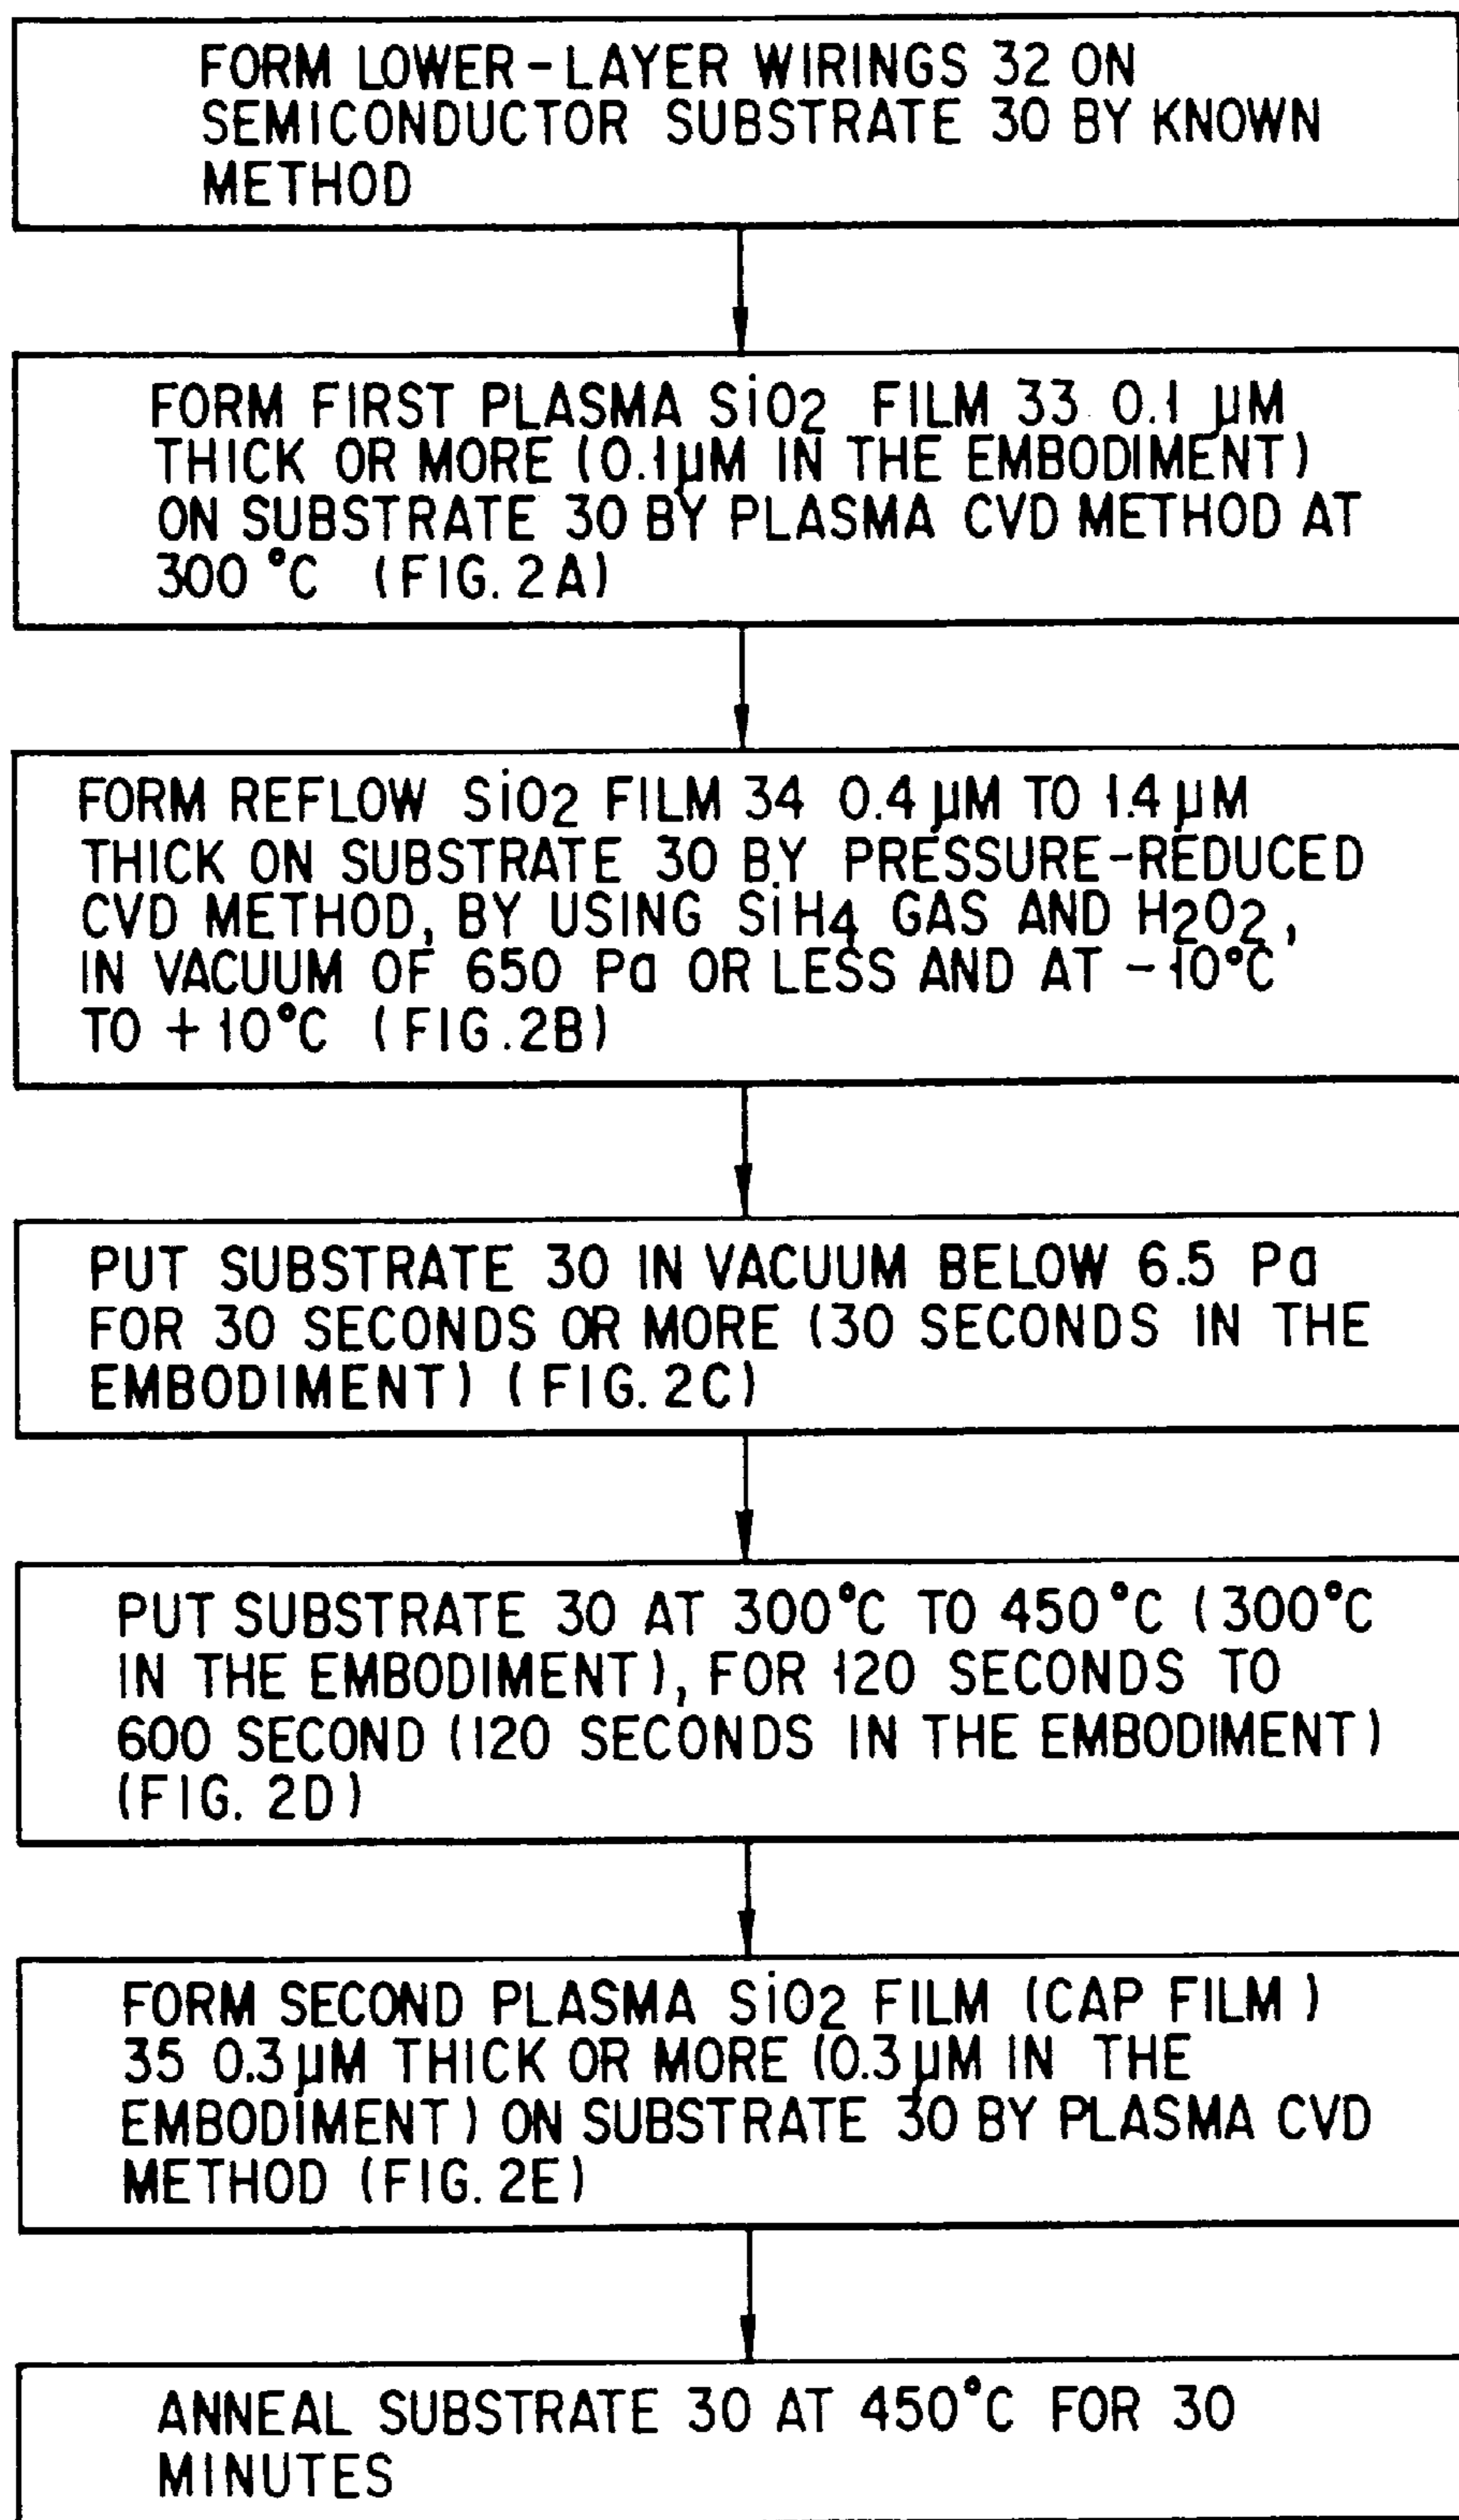 FORM LOWER-LAYER WIRINGS 32 ON
SEMICONDUCTOR SUBSTRATE 30 BY KNOWN
METHOD
FORM FIRST PLASMA SiO2 FILM 33 0.1 µM
THICK OR MORE (0.1µM IN THE EMBODIMENT)
ON SUBSTRATE 30 BY PLASMA CVD METHOD AT
300°C (FIG. 2A)
FORM REFLOW SiO2 FILM 34 0.4µM TO 1.4µM
THICK ON SUBSTRATE 30 BY PRESSURE-REDUCED
CVD METHOD, BY USING SiH4 GAS AND H2O2,
IN VACUUM OF 650 Pa OR LESS AND AT -10°C
TO +10°C (FIG.2B)
PUT SUBSTRATE 30 IN VACUUM BELOW 6.5 Pa
FOR 30 SECONDS OR MORE (30 SECONDS IN THE
EMBODIMENT) (FIG. 2C)
PUT SUBSTRATE 30 AT 300°C TO 450°C (300°C
IN THE EMBODIMENT), FOR 120 SECONDS TO
600 SECOND (120 SECONDS IN THE EMBODIMENT)
(FIG. 2D)
FORM SECOND PLASMA SiO2 FILM (CAP FILM)
35 0.3µM THICK OR MORE (0.3µM IN THE
EMBODIMENT) ON SUBSTRATE 30 BY PLASMA CVD
METHOD (FIG. 2E)
ANNEAL SUBSTRATE 30 AT 450°C FOR 30
MINUTES